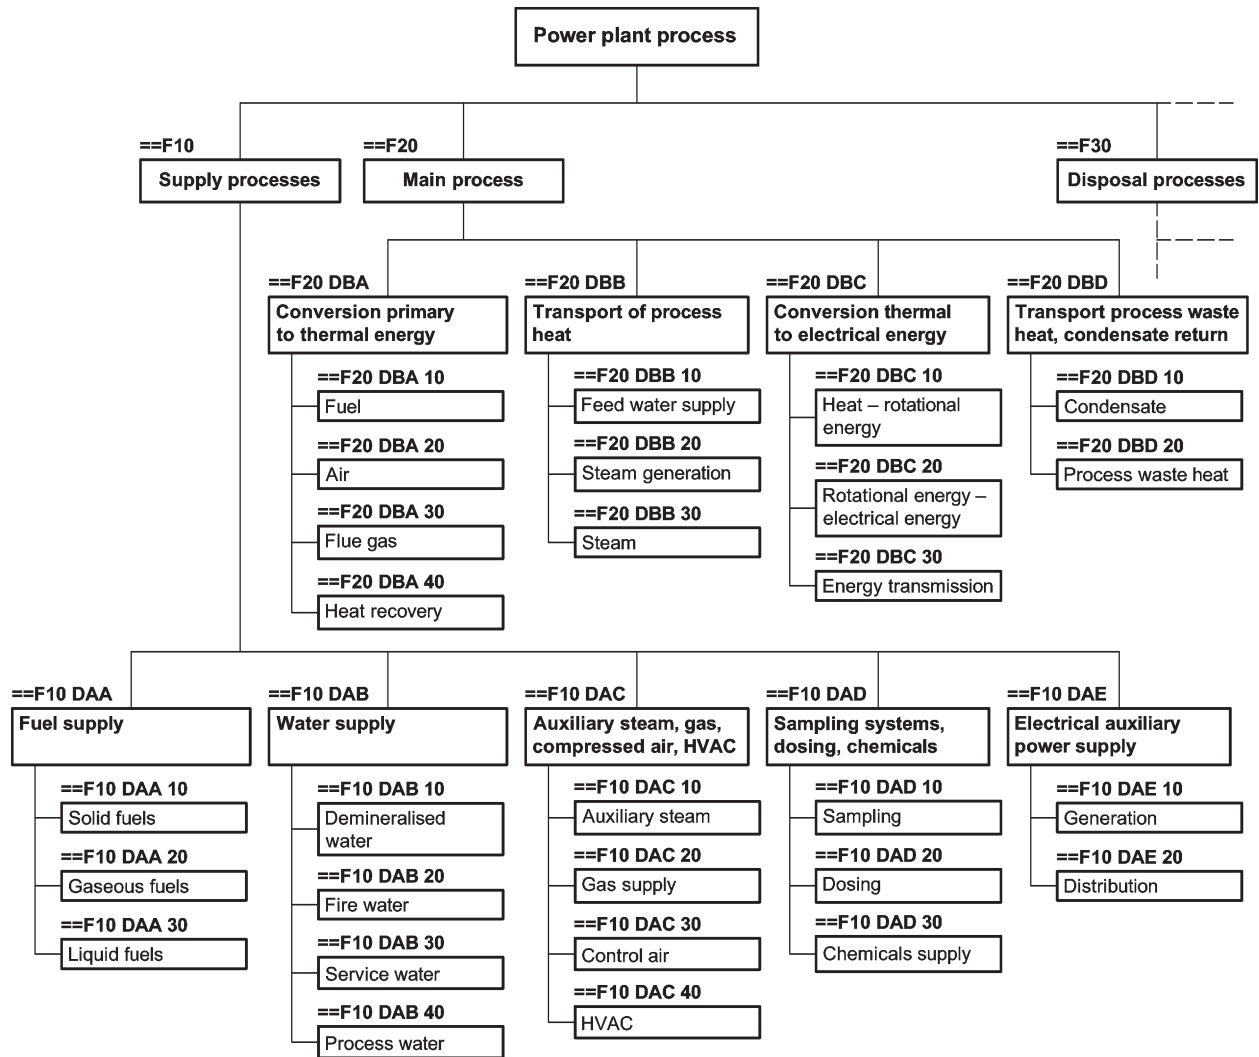 Power plant process
==F10
Supply processes
==F20
Main process
==F30
Disposal processes
==F20 DBA
Conversion primary
to thermal energy
==F20 DBA 10
Fuel
==F20 DBA 20
Air
==F20 DBA 30
Flue gas
==F20 DBA 40
Heat recovery
==F20 DBB
Transport of process
heat
==F20 DBB 10
Feed water supply
==F20 DBB 20
Steam generation
==F20 DBB 30
Steam
==F20 DBC
Conversion thermal
to electrical energy
==F20 DBC 10
Heat – rotational
energy
==F20 DBC 20
Rotational energy –
electrical energy
==F20 DBC 30
Energy transmission
==F20 DBD
Transport process waste
heat, condensate return
==F20 DBD 10
Condensate
==F20 DBD 20
Process waste heat
==F10 DAA
Fuel supply
==F10 DAA 10
Solid fuels
==F10 DAA 20
Gaseous fuels
==F10 DAA 30
Liquid fuels
==F10 DAB
Water supply
==F10 DAB 10
Demineralised
water
==F10 DAB 20
Fire water
==F10 DAB 30
Service water
==F10 DAB 40
Process water
==F10 DAC
Auxiliary steam, gas,
compressed air, HVAC
==F10 DAC 10
Auxiliary steam
==F10 DAC 20
Gas supply
==F10 DAC 30
Control air
==F10 DAC 40
HVAC
==F10 DAD
Sampling systems,
dosing, chemicals
==F10 DAD 10
Sampling
==F10 DAD 20
Dosing
==F10 DAD 30
Chemicals supply
==F10 DAE
Electrical auxiliary
power supply
==F10 DAE 10
Generation
==F10 DAE 20
Distribution